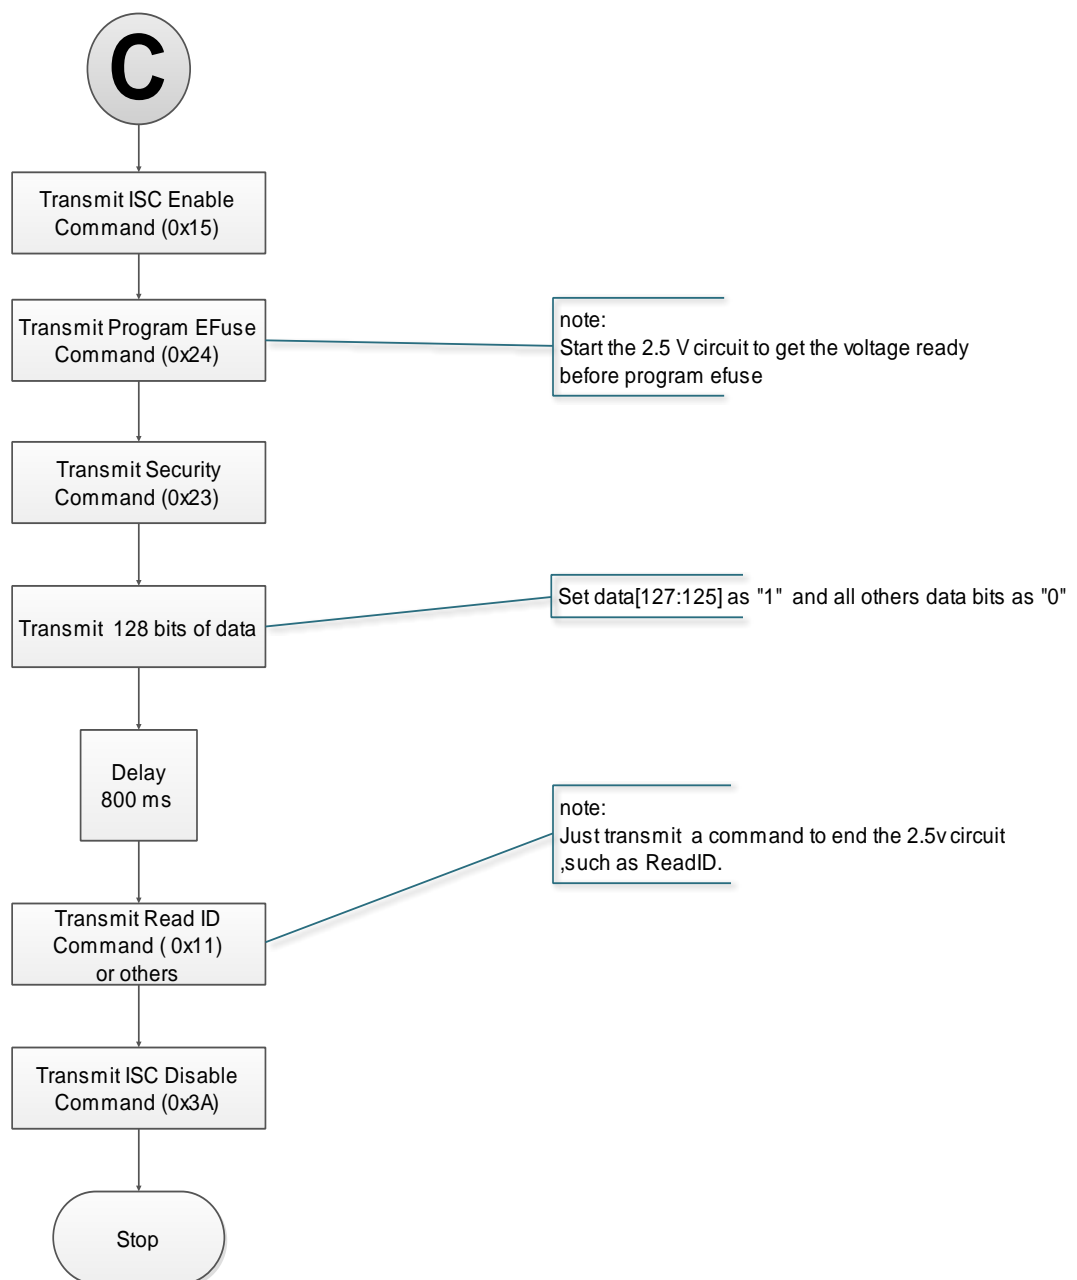 C
Transmit ISC Enable
Command (0x15)
Transmit Program EFuse
Command (0x24)
note:
Start the 2.5 V circuit to get the voltage ready
before program efuse
Transmit Security
Command (0x23)
Transmit 128 bits of data
Set data[127:125] as "1" and all others data bits as "0"
Delay
800 ms
note:
Just transmit a command to end the 2.5v circuit
,such as ReadID.
Transmit Read ID
Command ( 0x11)
or others
Transmit ISC Disable
Command (0x3A)
Stop